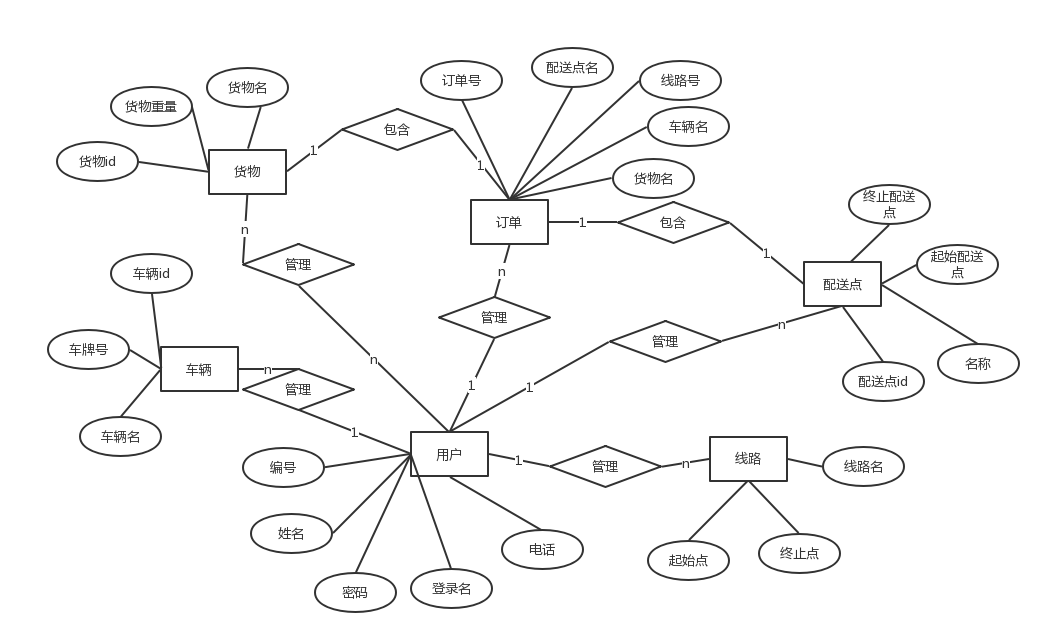 配送点名
订单号
线路号
货物名
货物重量
车辆名
包含
1
货物id
货物
1
货物名
终止配送
点
订单
1
包含
n
1
起始配送
点
管理
n
车辆id
配送点
管理
n
管理
车牌号
n
名称
车辆
n
配送点id
管理
1
1
车辆名
1
用户
1
管理
n
线路
线路名
编号
姓名
电话
起始点
终止点
密码
登录名